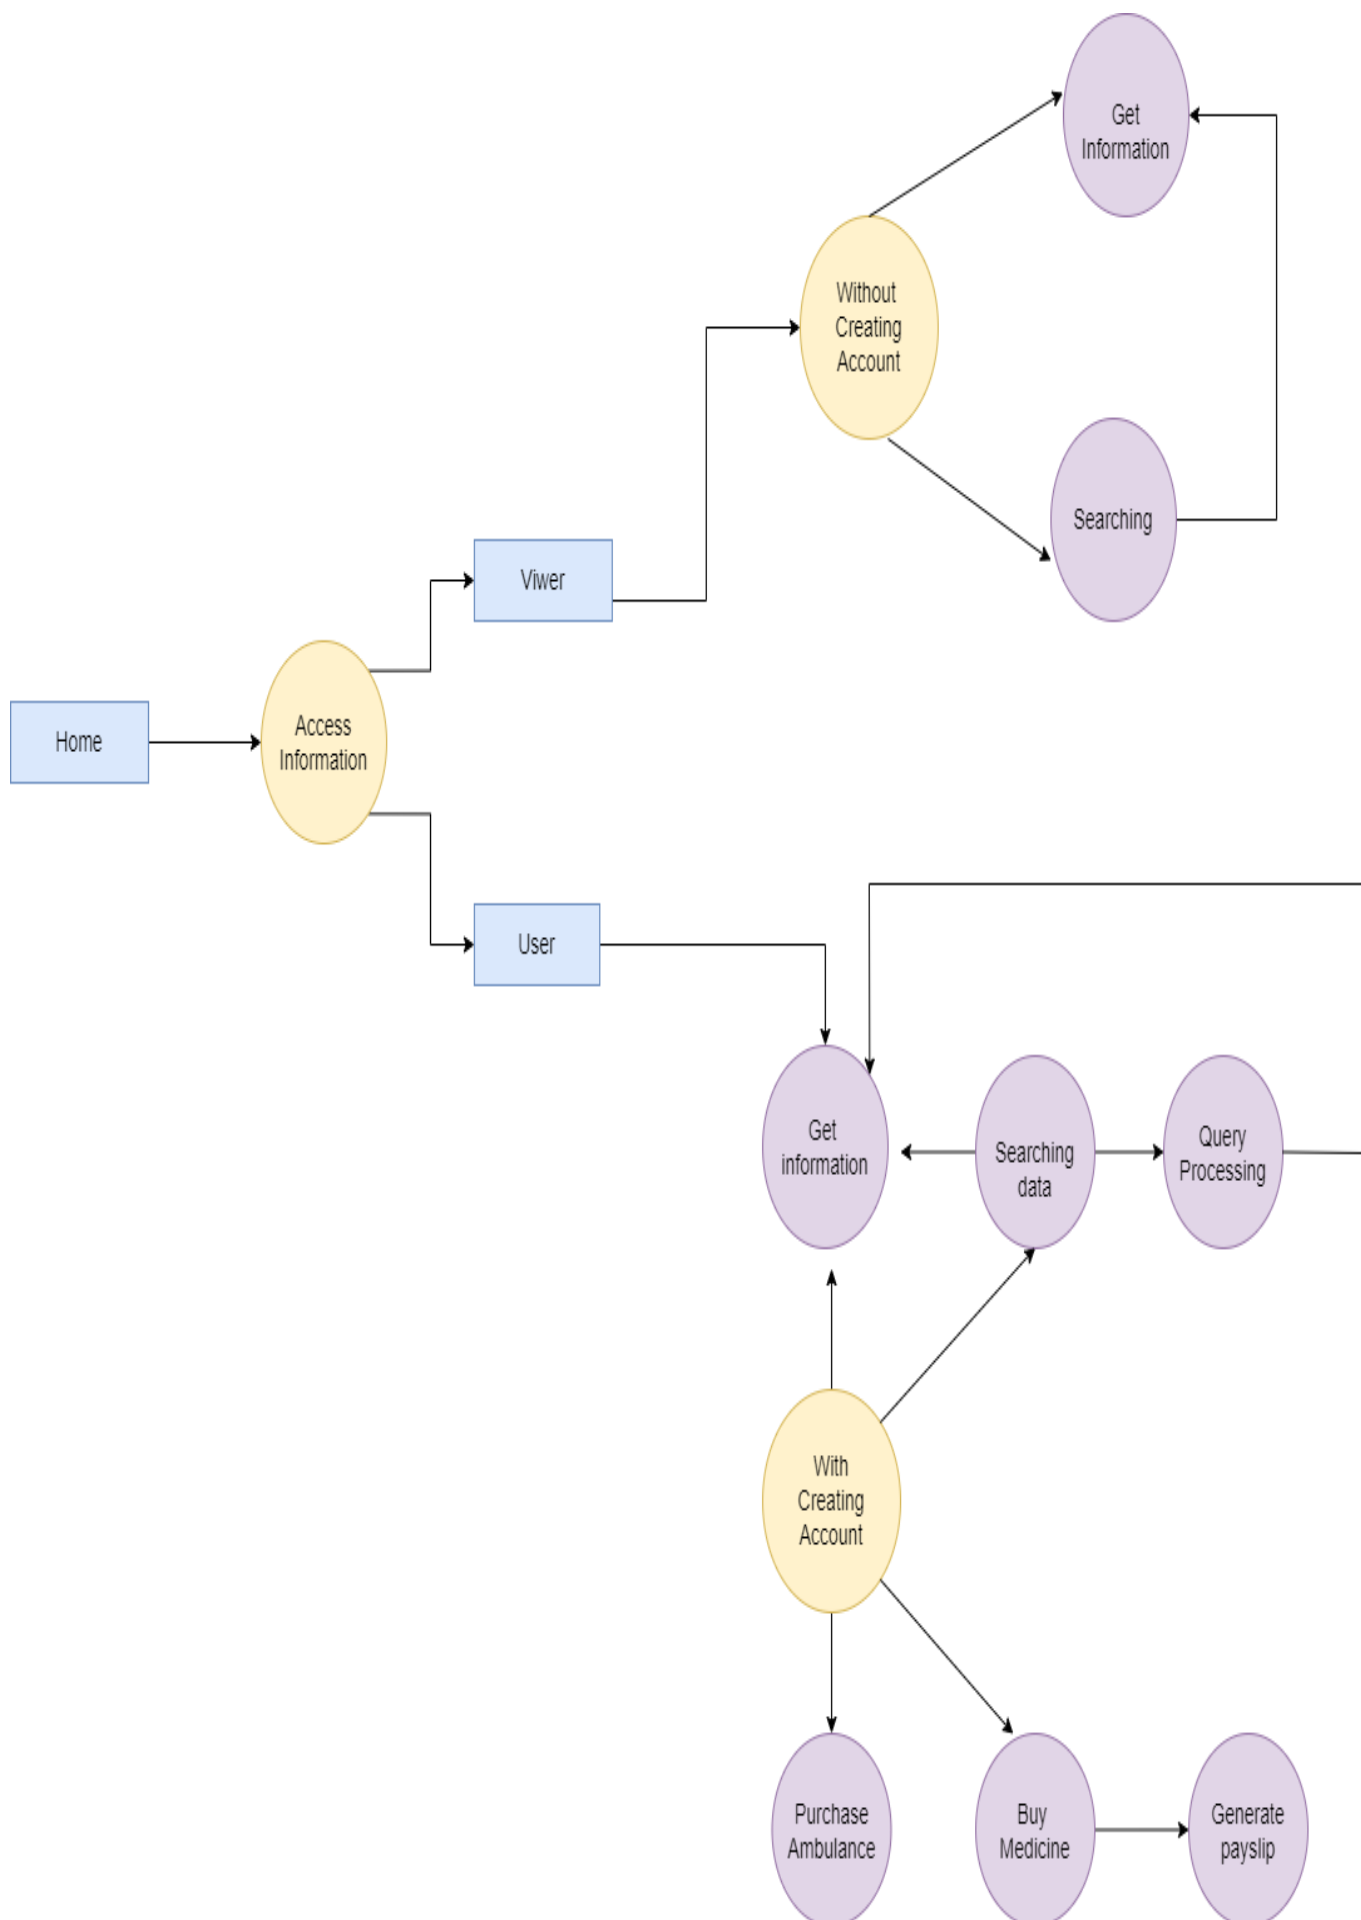 Get
Information
Without
Creating
Account
Searching
Viwer
Home
Access
Information
User
Get
information
Searching
data
Query
Processing
With
Creating
Account
Purchase
Ambulance
Buy
Medicine
Generate
payslip